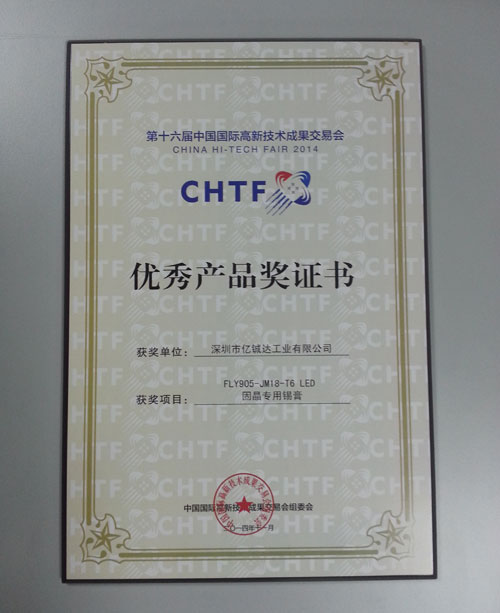 第十六届中国国际高新技术成果交易会
CHINA HI-TECH FAIR 2014
CHTF
优秀产品奖证书
获奖单位： 深圳市亿铖达工业有限公司
FLY905-JM18-T6 LED
获奖项目： 固晶专用锡膏
中国国际高新技术成果交易会组委会
一四年十一月